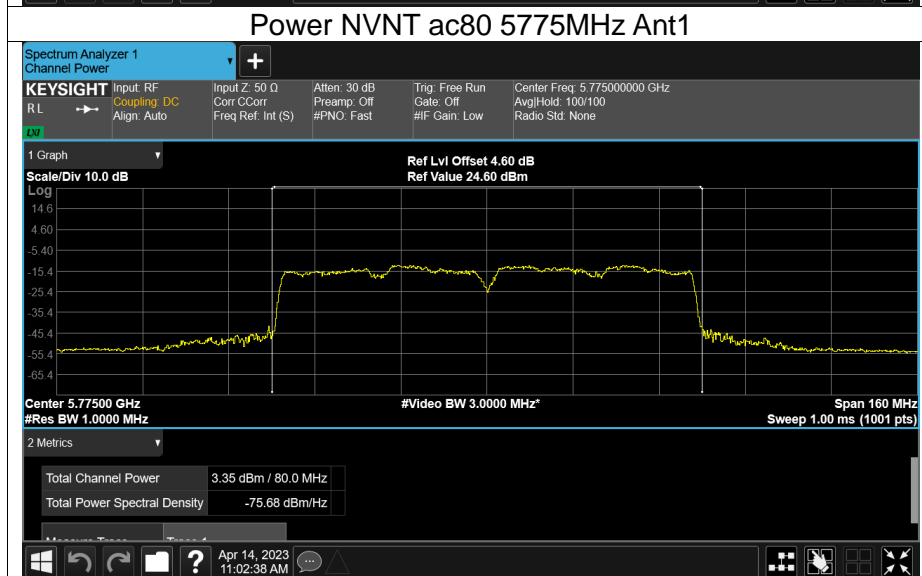 Power NVNT ac80 5775MHz Ant1
Spectrum Analyzer 1
Channel Power
KEYSIGHT
R L
LXI
Input: RF
Coupling: DC
Align: Auto
Input Z: 50 Ω
Corr CCorr
Freq Ref: Int (S)
Atten: 30 dB
Preamp: Off
#PNO: Fast
Trig: Free Run
Gate: Off
#IF Gain: Low
Center Freq: 5.775000000 GHz
Avg|Hold: 100/100
Radio Std: None
1 Graph
Scale/Div 10.0 dB
Ref Lvl Offset 4.60 dB
Ref Value 24.60 dBm
Log
14.6
4.60
-5.40
-15.4
-25.4
-35.4
-45.4
-55.4
-65.4
Center 5.77500 GHz
#Res BW 1.0000 MHz
#Video BW 3.0000 MHz*
Span 160 MHz
Sweep 1.00 ms (1001 pts)
2 Metrics
Total Channel Power 3.35 dBm / 80.0 MHz
Total Power Spectral Density -75.68 dBm/Hz
?
Apr 14, 2023
11:02:38 AM